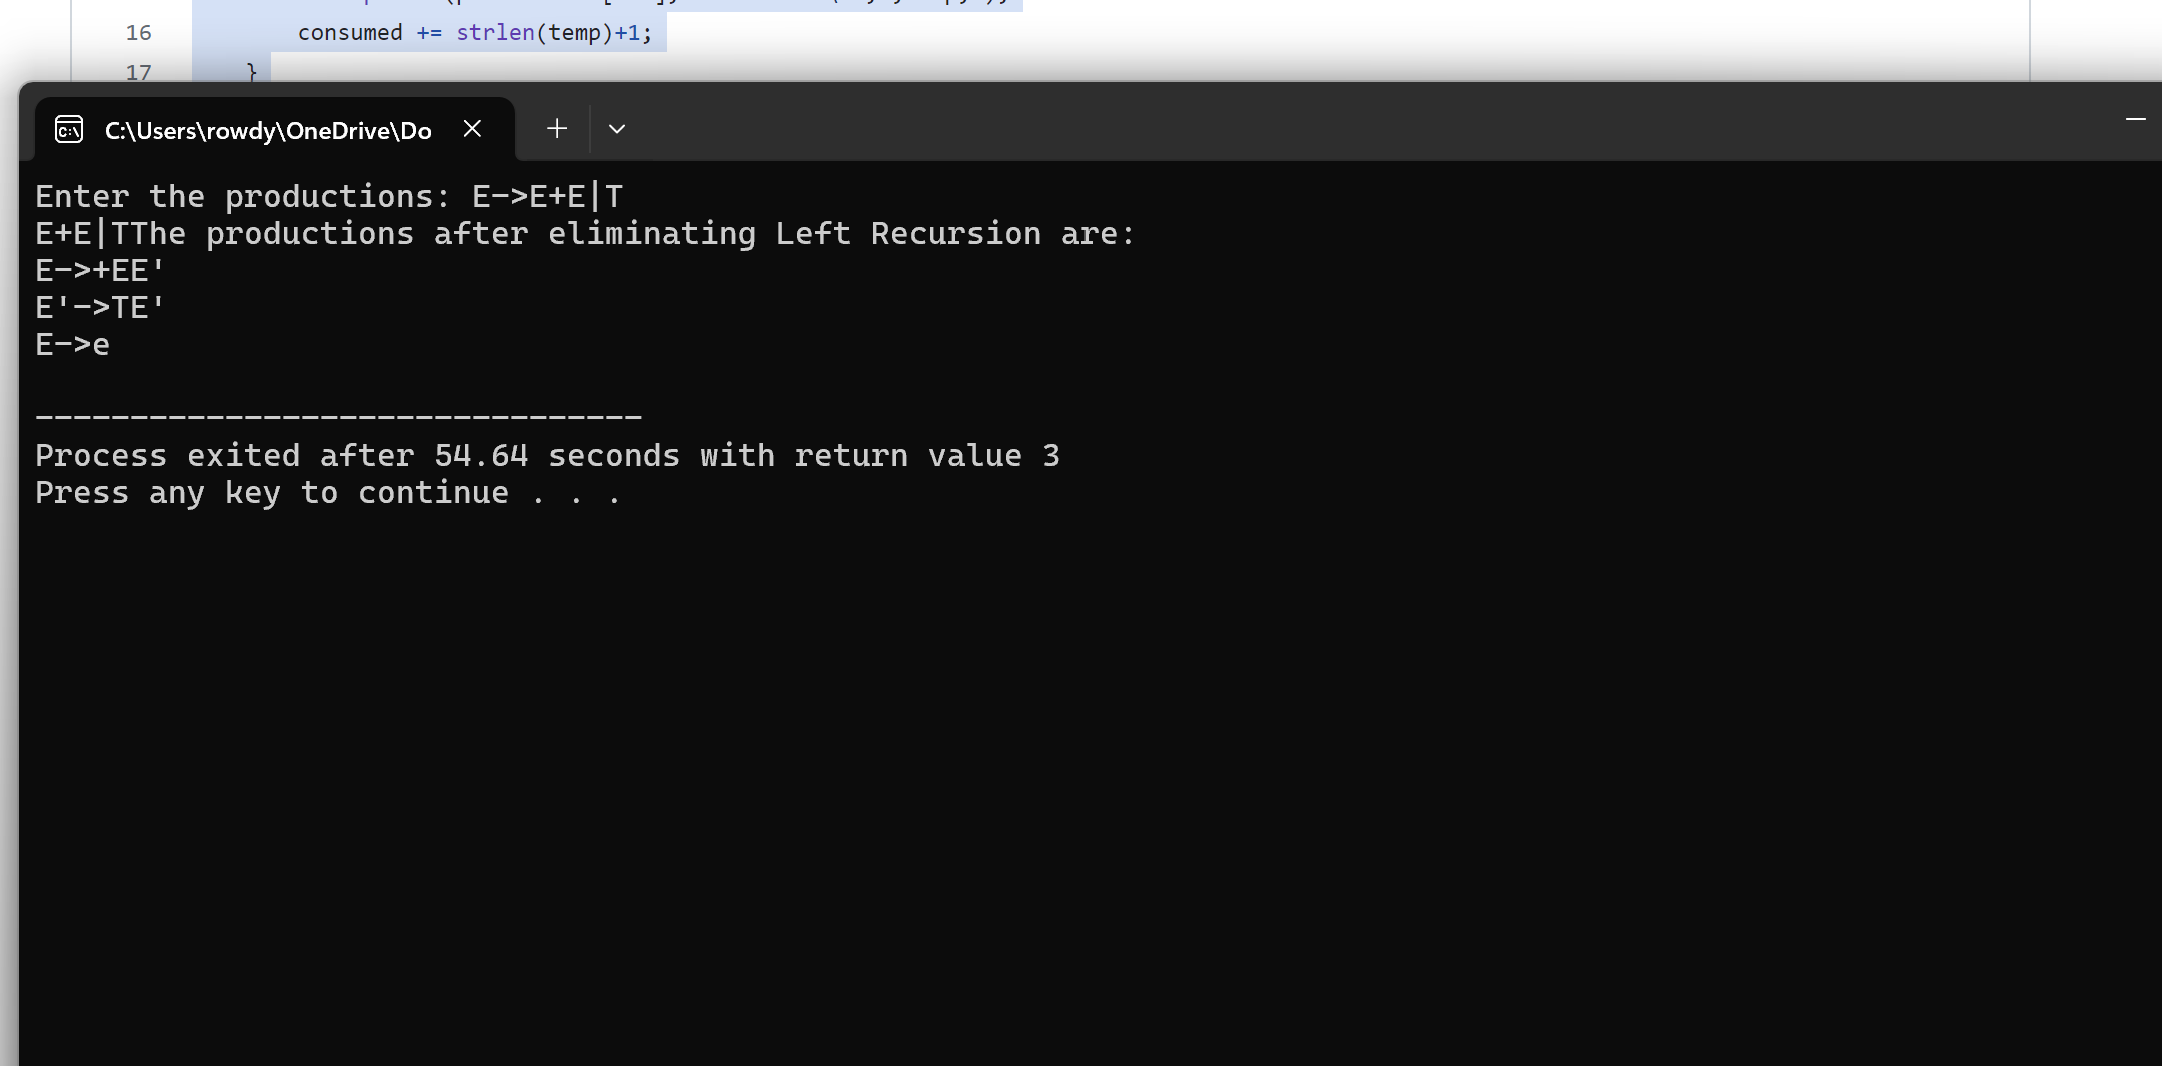 16 consumed += strlen(temp)+1;
17 }
C:\Users\rowdy\OneDrive\Do
Enter the productions: E->E+E|T
E+E|TThe productions after eliminating Left Recursion are:
E->+EE'
E'->TE'
E->e
--------------------------------
Process exited after 54.64 seconds with return value 3
Press any key to continue . . .